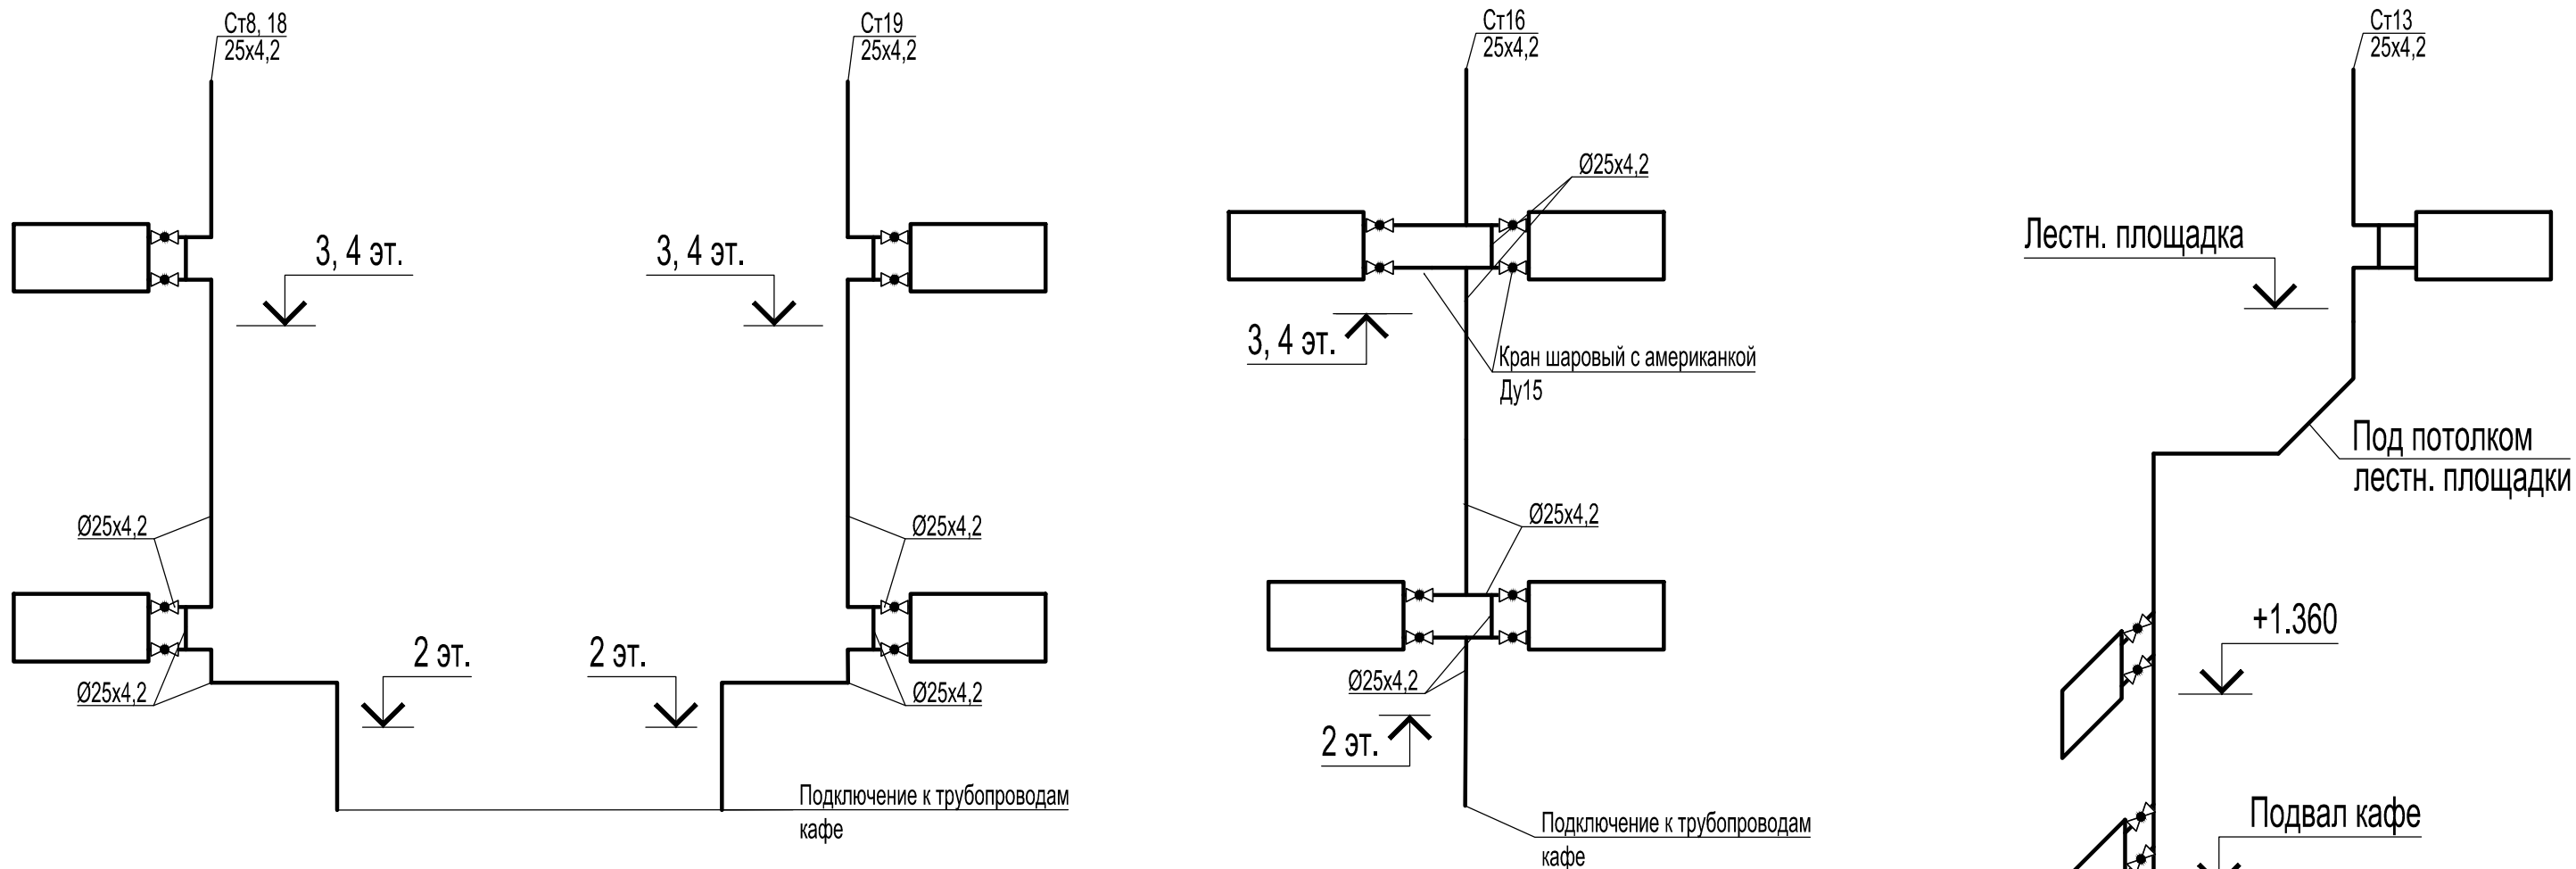 Ст8, 18
25х4,2
Ст19
25х4,2
Ст16
25х4,2
Ст13
25х4,2
3, 4 эт.
3, 4 эт.
Ø25х4,2
3, 4 эт.
Кран шаровый с американкой
Ду15
Лестн. площадка
Под потолком
лестн. площадки
Ø25х4,2
Ø25х4,2
Ø25х4,2
2 эт.
2 эт.
Ø25х4,2
Ø25х4,2
Ø25х4,2
2 эт.
+1.360
Подключение к трубопроводам
кафе
Подключение к трубопроводам
кафе
Подвал кафе